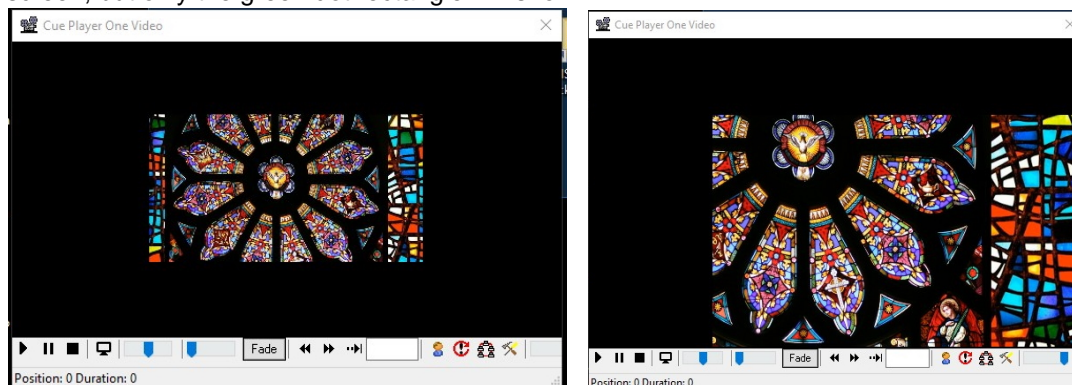 Cue Player One Video
Fade
Position: 0 Duration: 0
Cue Player One Video
Fade
Position: 0 Duration: 0